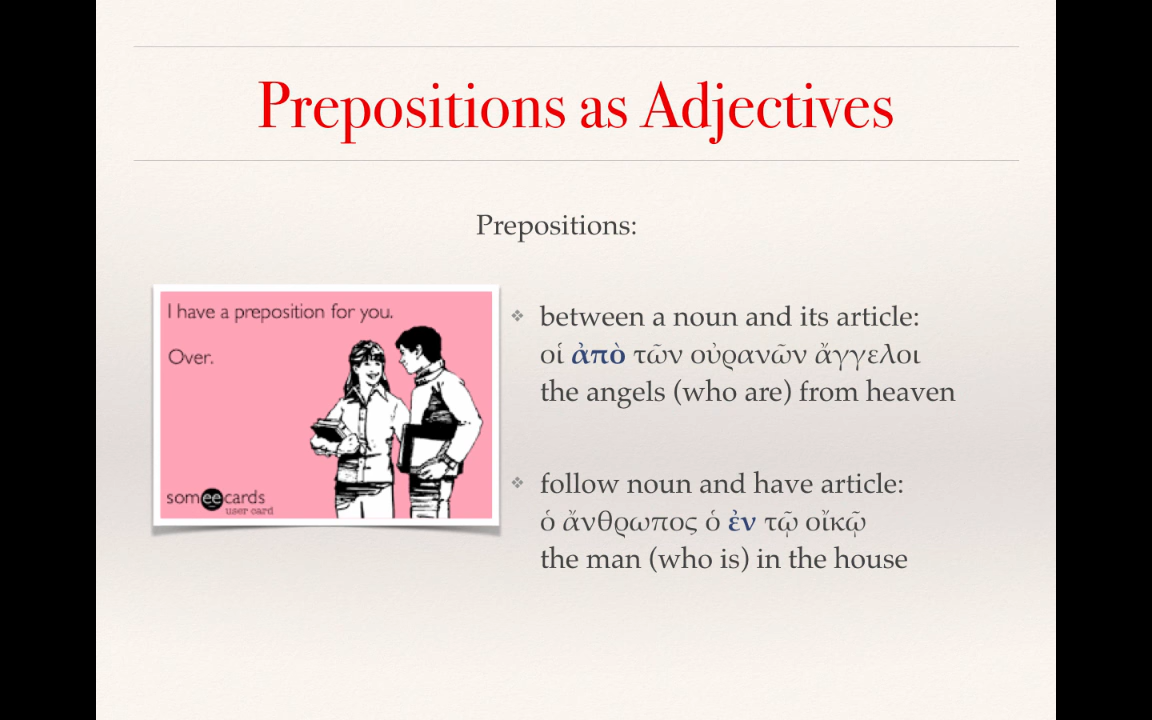 Prepositions as Adjectives
Prepositions:
I have a preposition for you.
Over.
someecards
user card
❖ between a noun and its article:
οἱ ἀπὸ τῶν οὐρανῶν ἄγγελοι
the angels (who are) from heaven
❖ follow noun and have article:
ὁ ἄνθρωπος ὁ ἐν τῷ οἴκῳ
the man (who is) in the house